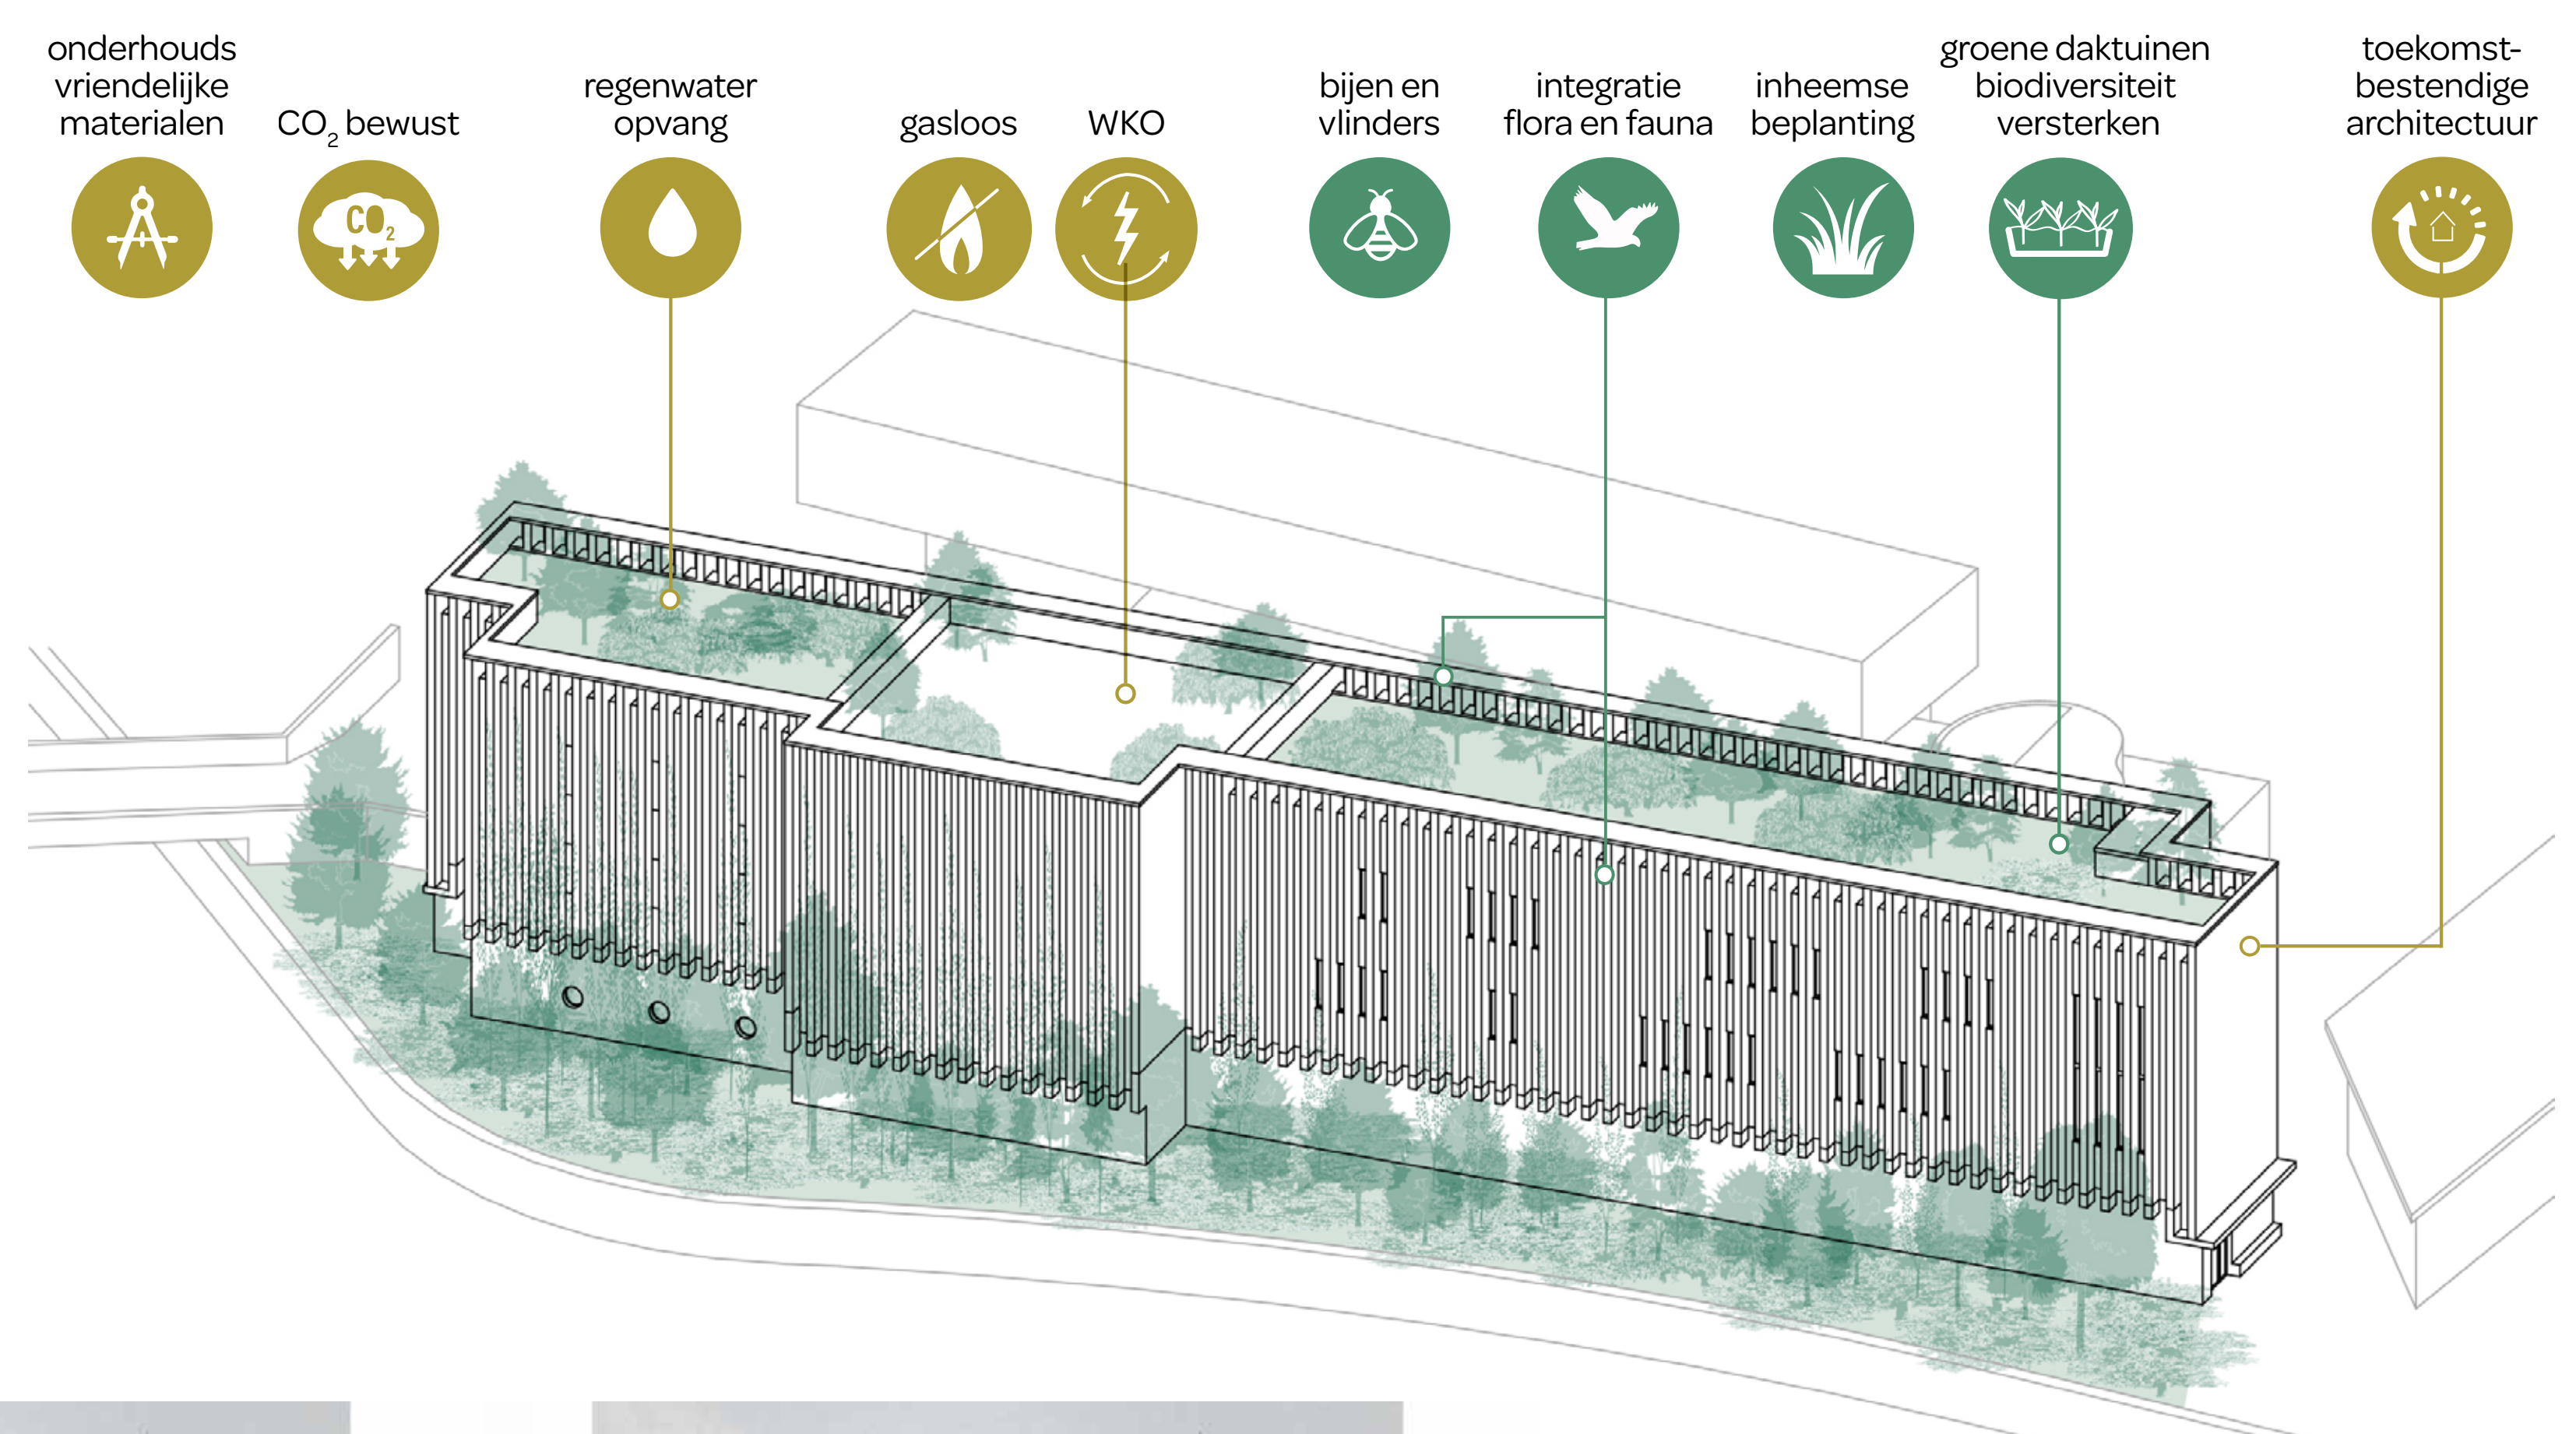 onderhouds
vriendelijke
materialen
CO₂ bewust
regenwater
opvang
gasloos
WKO
bijen en
vlinders
integratie
flora en fauna
inheemse
beplanting
groene daktuinen
biodiversiteit
versterken
toekomst-
bestendige
architectuur
CO₂